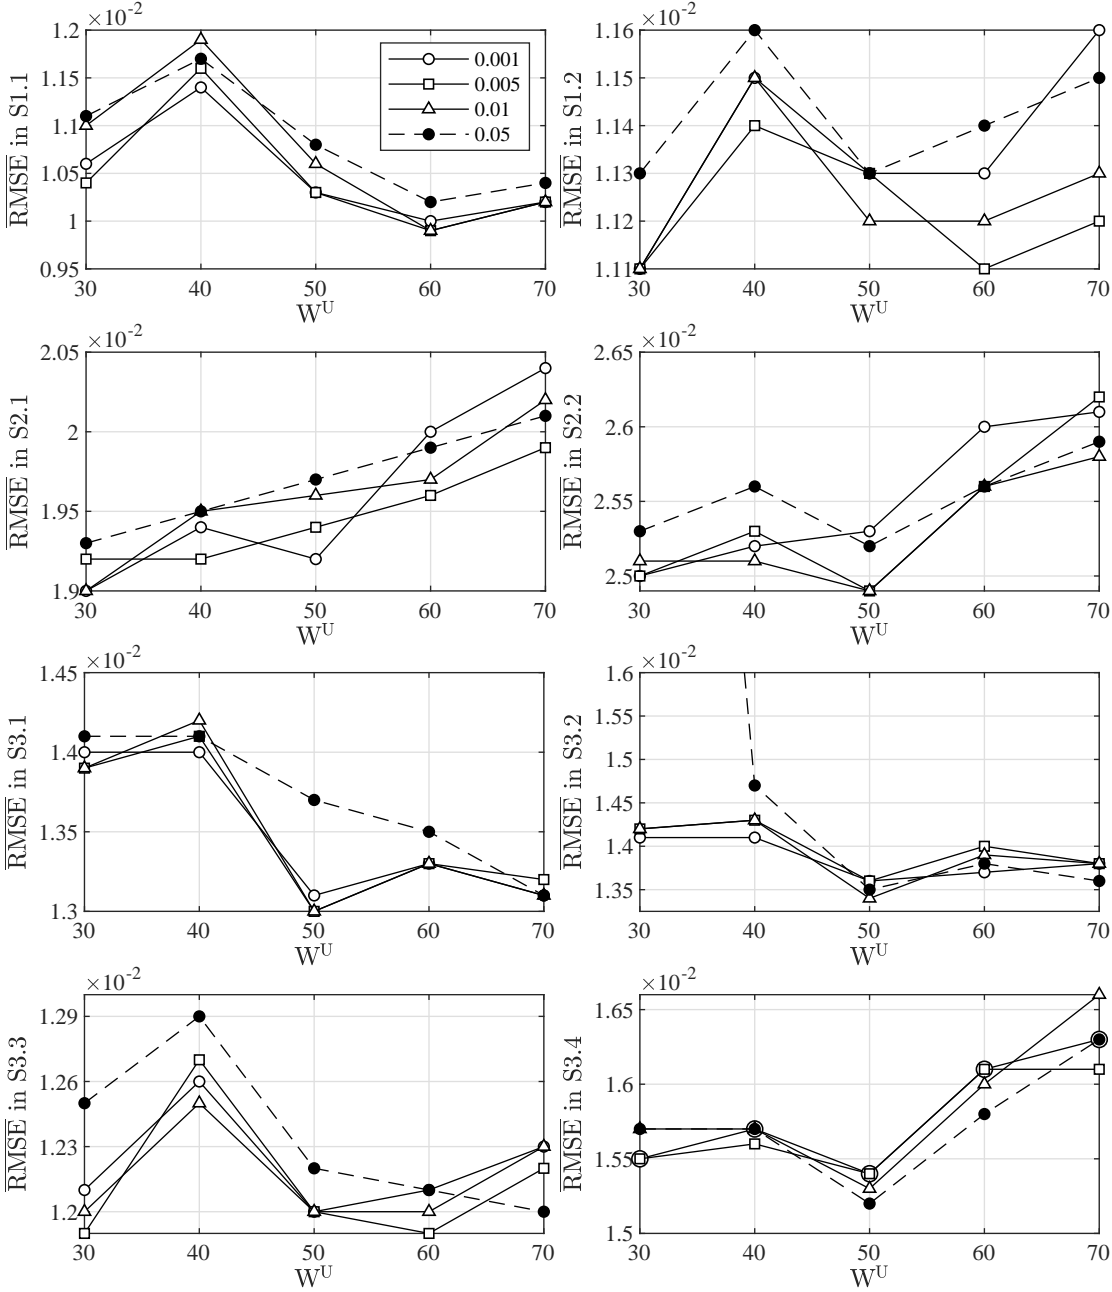 ×10-2
1.2
1.15
1.1
1.05
1
0.95
30 40 50 60 70
WU
RMSE in S1.1
0.001
0.005
0.01
0.05
×10-2
1.16
1.15
1.14
1.13
1.12
1.11
30 40 50 60 70
WU
RMSE in S1.2
×10-2
2.05
2
1.95
1.9
30 40 50 60 70
WU
RMSE in S2.1
×10-2
2.65
2.6
2.55
2.5
30 40 50 60 70
WU
RMSE in S2.2
×10-2
1.45
1.4
1.35
1.3
30 40 50 60 70
WU
RMSE in S3.1
×10-2
1.6
1.55
1.5
1.45
1.4
1.35
30 40 50 60 70
WU
RMSE in S3.2
×10-2
1.29
1.26
1.23
1.2
30 40 50 60 70
WU
RMSE in S3.3
×10-2
1.65
1.6
1.55
1.5
30 40 50 60 70
WU
RMSE in S3.4